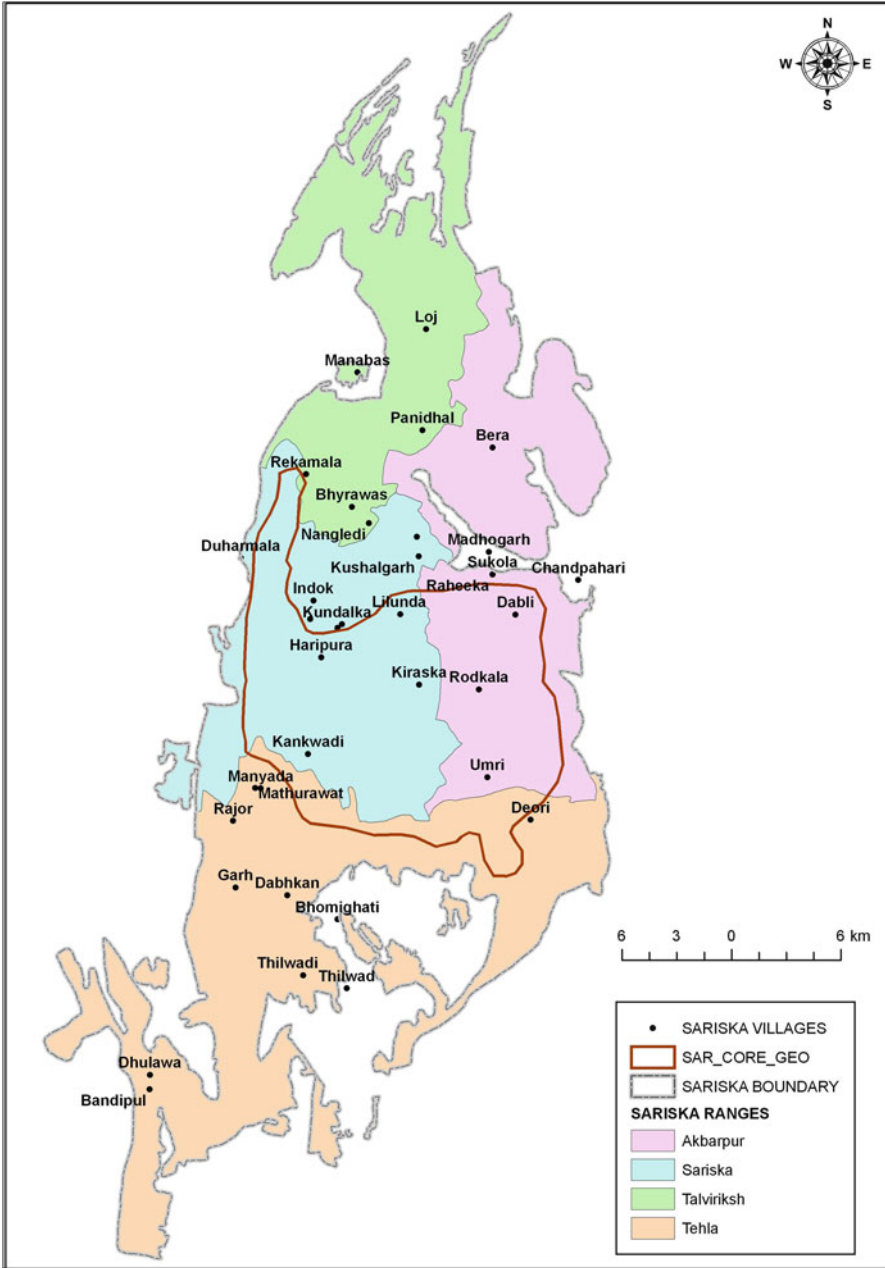 N
W E
S
Loj
Manabas
Panidhal
Bera
Rekamala
Bhyrawas
Nangledi
Duharmala
Madhogarh
Kushalgarh
Sukola
Chandpahari
Raheeka
Indok
Lilunda
Dabli
Kundalka
Haripura
Kiraska
Rodkala
Kankwadi
Umri
Manyada
Mathurawat
Rajor
Deori
Garh
Dabhkan
Bhomighati
Thilwadi
Thilwad
Dhulawa
Bandipul
6 3 0 6 km
SARISKA VILLAGES
SAR_CORE_GEO
SARISKA BOUNDARY
SARISKA RANGES
Akbarpur
Sariska
Talviriksh
Tehla